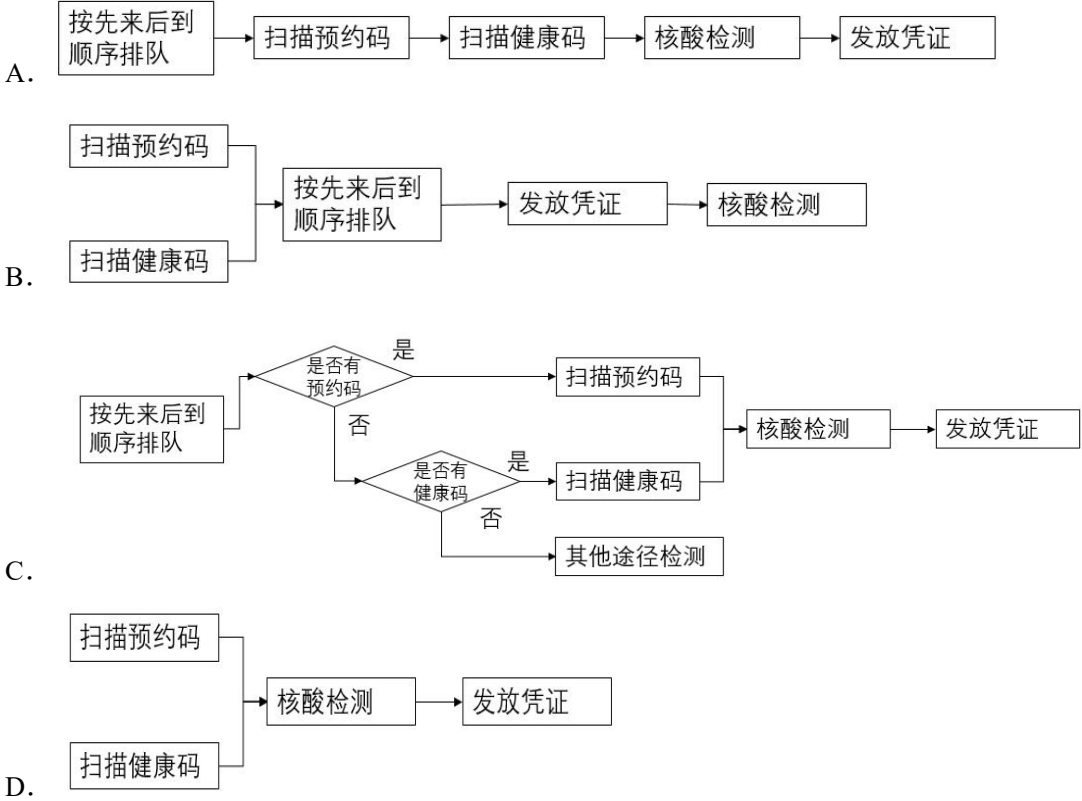 按先来后到
顺序排队
扫描预约码
扫描健康码
核酸检测
发放凭证
A.
扫描预约码
扫描健康码
按先来后到
顺序排队
发放凭证
核酸检测
B.
按先来后到
顺序排队
是否有
预约码
是
否
扫描预约码
是否有
健康码
是
否
扫描健康码
其他途径检测
核酸检测
发放凭证
C.
扫描预约码
扫描健康码
核酸检测
发放凭证
D.